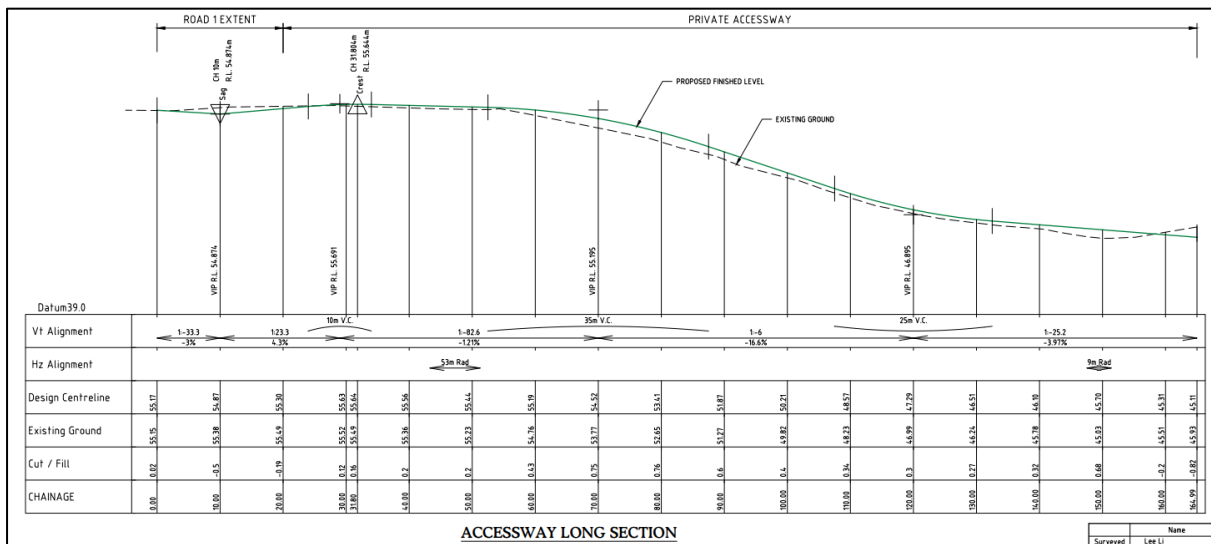 ROAD 1 EXTENT PRIVATE ACCESSWAY
Sag CH 10m R.L. 54.874m
Crest CH 31.804m R.L. 55.644m
PROPOSED FINISHED LEVEL
EXISTING GROUND
VIP R.L. 54.874 VIP R.L. 55.691 VIP R.L. 55.195 VIP R.L. 46.895
Datum39.0
10m V.C. 35m V.C. 25m V.C.
Vt Alignment 1:-33.3 1:23.3 1:-82.6 1:-6 1:-25.2
-3% 4.3% -1.21% -16.6% -3.97%
Hz Alignment 53m Rad 9m Rad
Design Centreline 55.17 54.87 55.30 55.63 55.64 55.56 55.44 55.19 54.52 53.41 51.87 50.21 48.57 47.29 46.51 46.10 45.70 45.31 45.11
Existing Ground 55.15 55.38 55.49 55.52 55.49 55.36 55.23 54.76 53.77 52.65 51.27 49.82 48.23 46.99 46.24 45.78 45.03 45.51 45.93
Cut / Fill 0.02 -0.5 -0.19 0.12 0.16 0.2 0.2 0.43 0.75 0.76 0.6 0.4 0.34 0.3 0.27 0.32 0.68 -0.2 -0.82
CHAINAGE 0.00 10.00 20.00 30.00 31.80 40.00 50.00 60.00 70.00 80.00 90.00 100.00 110.00 120.00 130.00 140.00 150.00 160.00 164.99
ACCESSWAY LONG SECTION
Name
Surveyed Lee Li